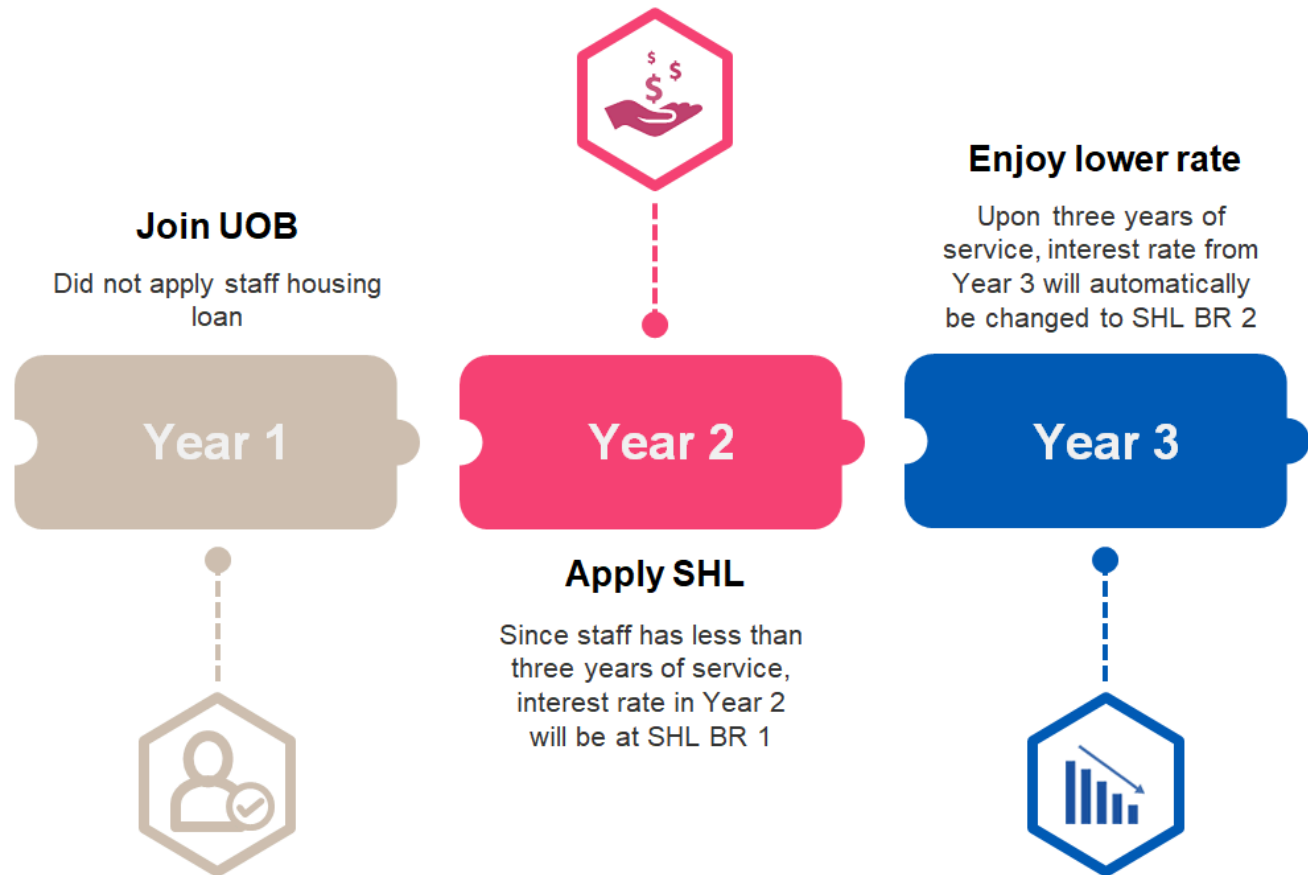 Join UOB
Did not apply staff housing
loan
Year 1
$
$
$
Year 2
Apply SHL
Since staff has less than
three years of service,
interest rate in Year 2
will be at SHL BR 1
Enjoy lower rate
Upon three years of
service, interest rate from
Year 3 will automatically
be changed to SHL BR 2
Year 3